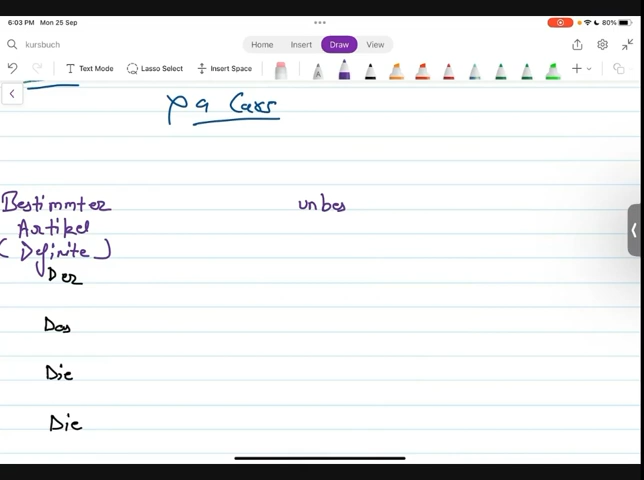 6:03 PM Mon 25 Sep
80%
kursbuch
Home Insert Draw View
Text Mode Lasso Select Insert Space
a Cars
Bestimmter
Artikel
(Definite)
unbes
Der
Das
Die
Die